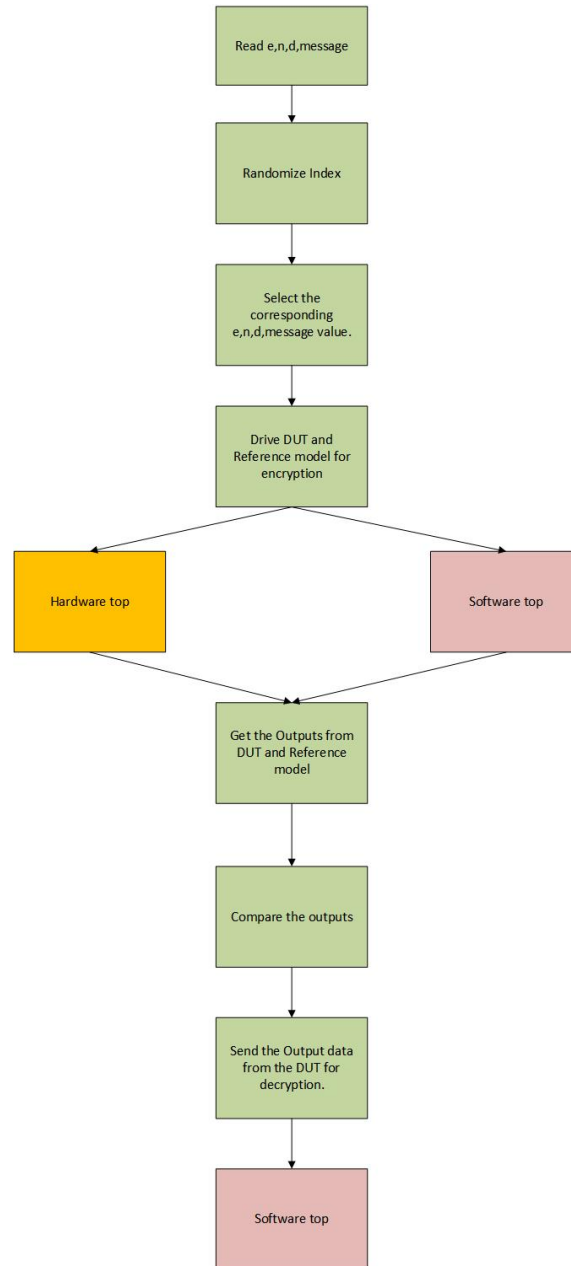 Read e,n,d,message
Randomize Index
Select the
corresponding
e,n,d,message value.
Drive DUT and
Reference model for
encryption
Hardware top
Software top
Get the Outputs from
DUT and Reference
model
Compare the outputs
Send the Output data
from the DUT for
decryption.
Software top